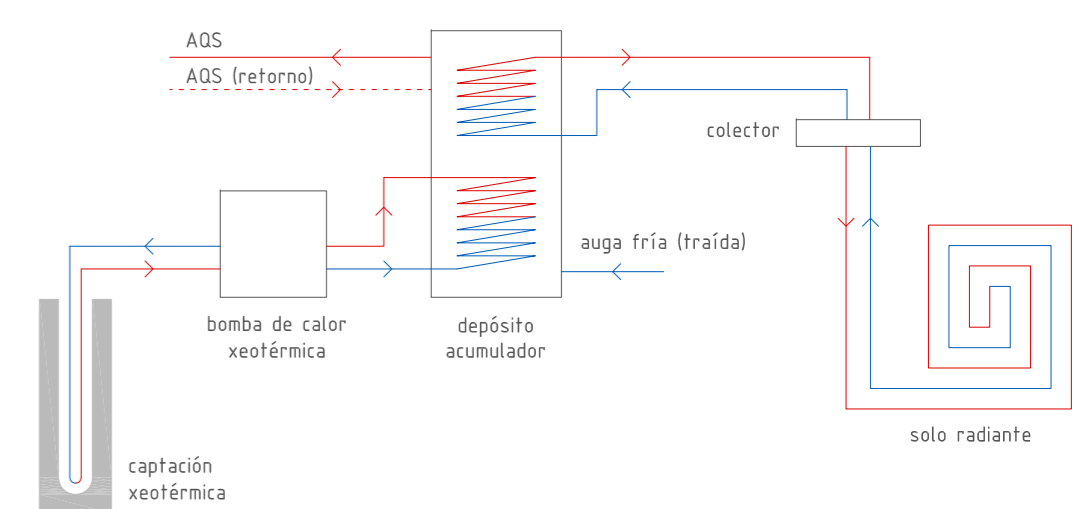 AQS
AQS (retorno)
colector
auga fría (traída)
bomba de calor
xeotérmica
depósito
acumulador
solo radiante
captación
xeotérmica